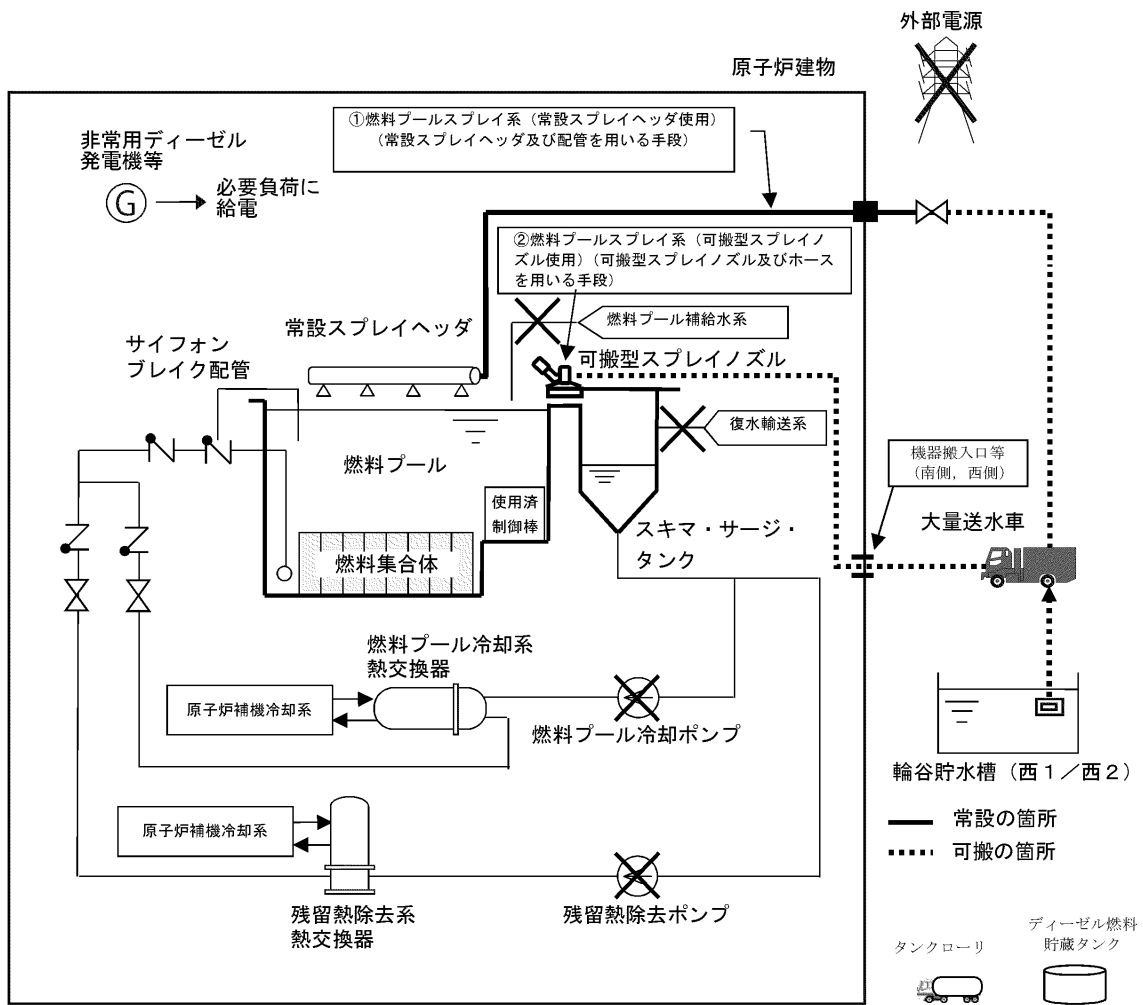 外部電源
原子炉建物
①燃料プールスプレイ系（常設スプレイヘッダ使用）
（常設スプレイヘッダ及び配管を用いる手段）
非常用ディーゼル
発電機等
G
必要負荷に
給電
②燃料プールスプレイ系（可搬型スプレイノ
ズル使用）（可搬型スプレイノズル及びホース
を用いる手段）
燃料プール補給水系
常設スプレイヘッダ
サイフォン
ブレイク配管
可搬型スプレイノズル
復水輸送系
機器搬入口等
（南側，西側）
燃料プール
使用済
制御棒
大量送水車
スキマ・サージ・
タンク
燃料集合体
燃料プール冷却系
熱交換器
原子炉補機冷却系
燃料プール冷却ポンプ
輪谷貯水槽（西１／西２）
常設の箇所
可搬の箇所
原子炉補機冷却系
残留熱除去系
熱交換器
残留熱除去ポンプ
タンクローリ
ディーゼル燃料
貯蔵タンク